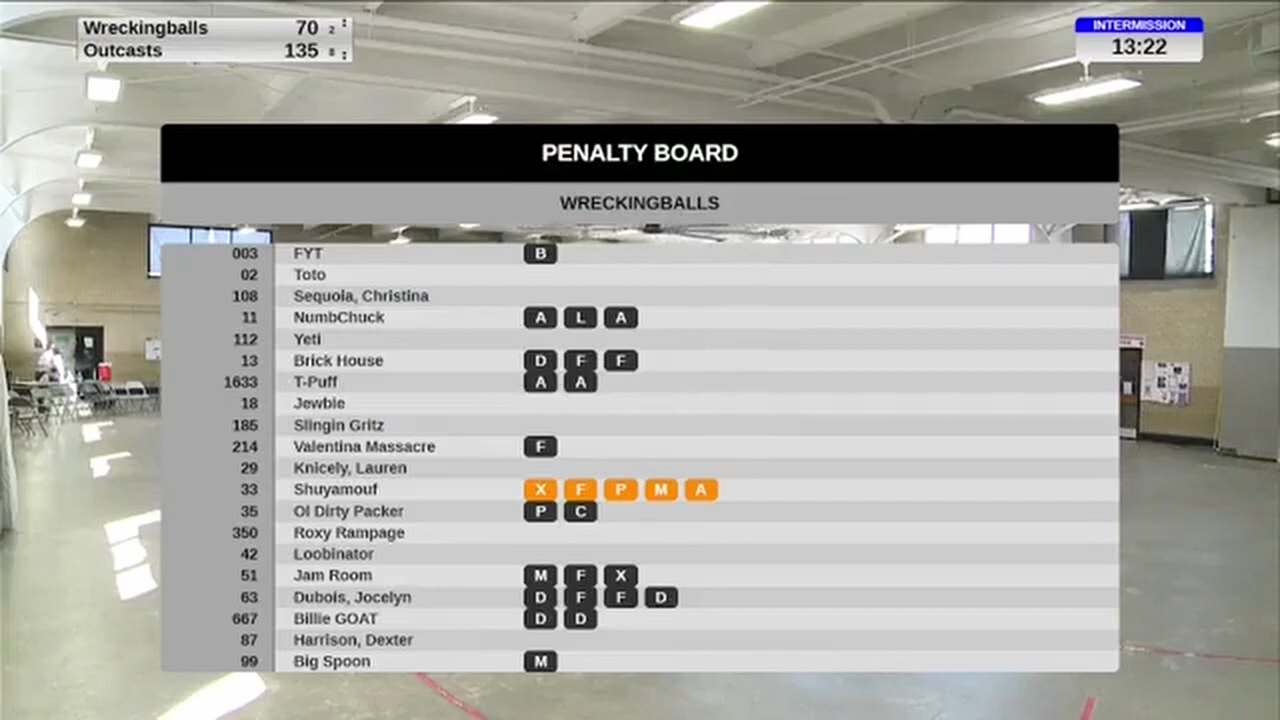 Wreckingballs 70 2
Outcasts 135 8
INTERMISSION
13:22
PENALTY BOARD
WRECKINGBALLS
003 FYT B
02 Toto
108 Sequoia, Christina
11 NumbChuck A L A
112 Yeti
13 Brick House D F F
1633 T-Puff A A
18 Jewbie
185 Slingin Gritz
214 Valentina Massacre F
29 Knicely, Lauren
33 Shuyamouf X F P M A
35 Ol Dirty Packer P C
350 Roxy Rampage
42 Loobinator
51 Jam Room M F X
63 Dubois, Jocelyn D F F D
667 Billie GOAT D D
87 Harrison, Dexter
99 Big Spoon M